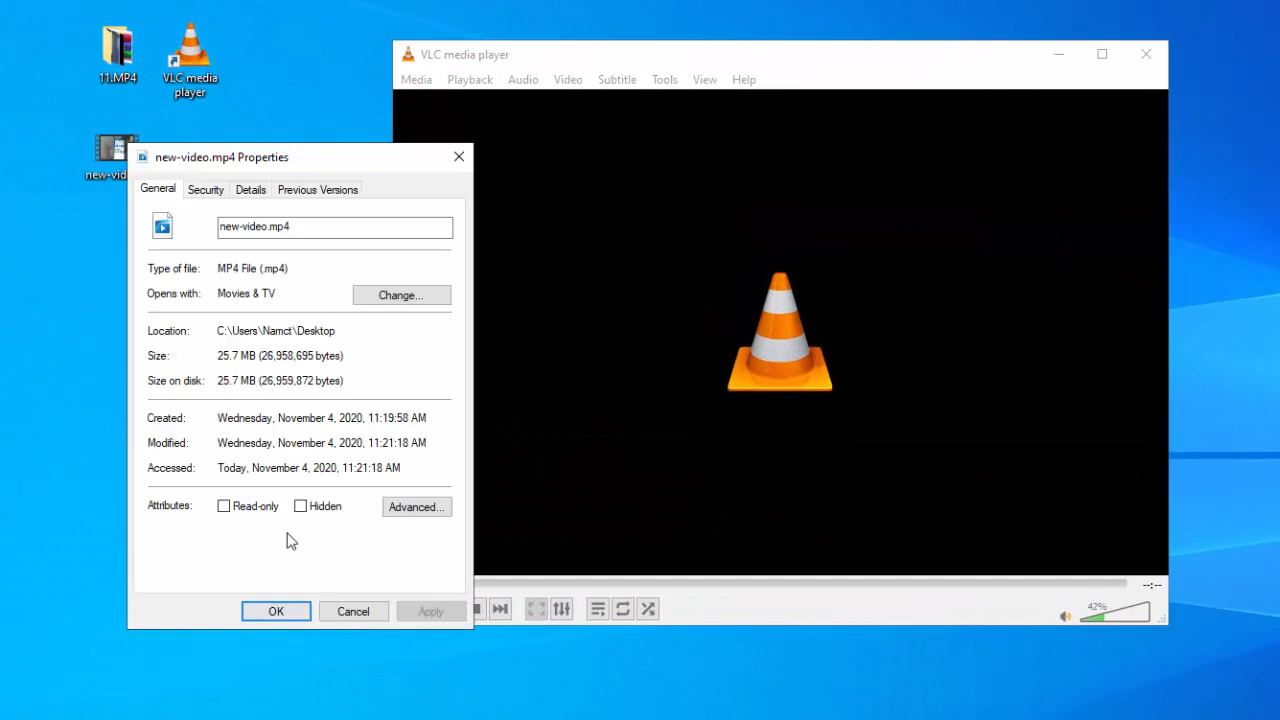 11.MP4
VLC media
player
new-vid
VLC media player
Media Playback Audio Video Subtitle Tools View Help
new-video.mp4 Properties
General Security Details Previous Versions
new-video.mp4
Type of file: MP4 File (.mp4)
Opens with: Movies & TV Change...
Location: C:\Users\Namct\Desktop
Size: 25.7 MB (26,958,695 bytes)
Size on disk: 25.7 MB (26,959,872 bytes)
Created: Wednesday, November 4, 2020, 11:19:58 AM
Modified: Wednesday, November 4, 2020, 11:21:18 AM
Accessed: Today, November 4, 2020, 11:21:18 AM
Attributes: Read-only Hidden Advanced...
OK Cancel Apply
--:--
42%